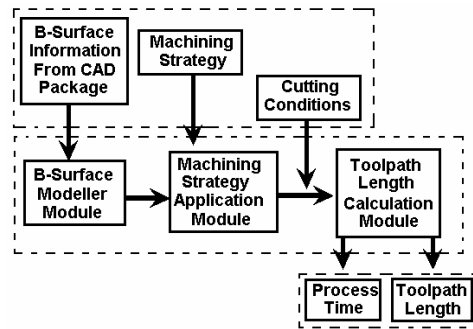 B-Surface
Information
From CAD
Package
Machining
Strategy
Cutting
Conditions
B-Surface
Modeller
Module
Machining
Strategy
Application
Module
Toolpath
Length
Calculation
Module
Process
Time
Toolpath
Length